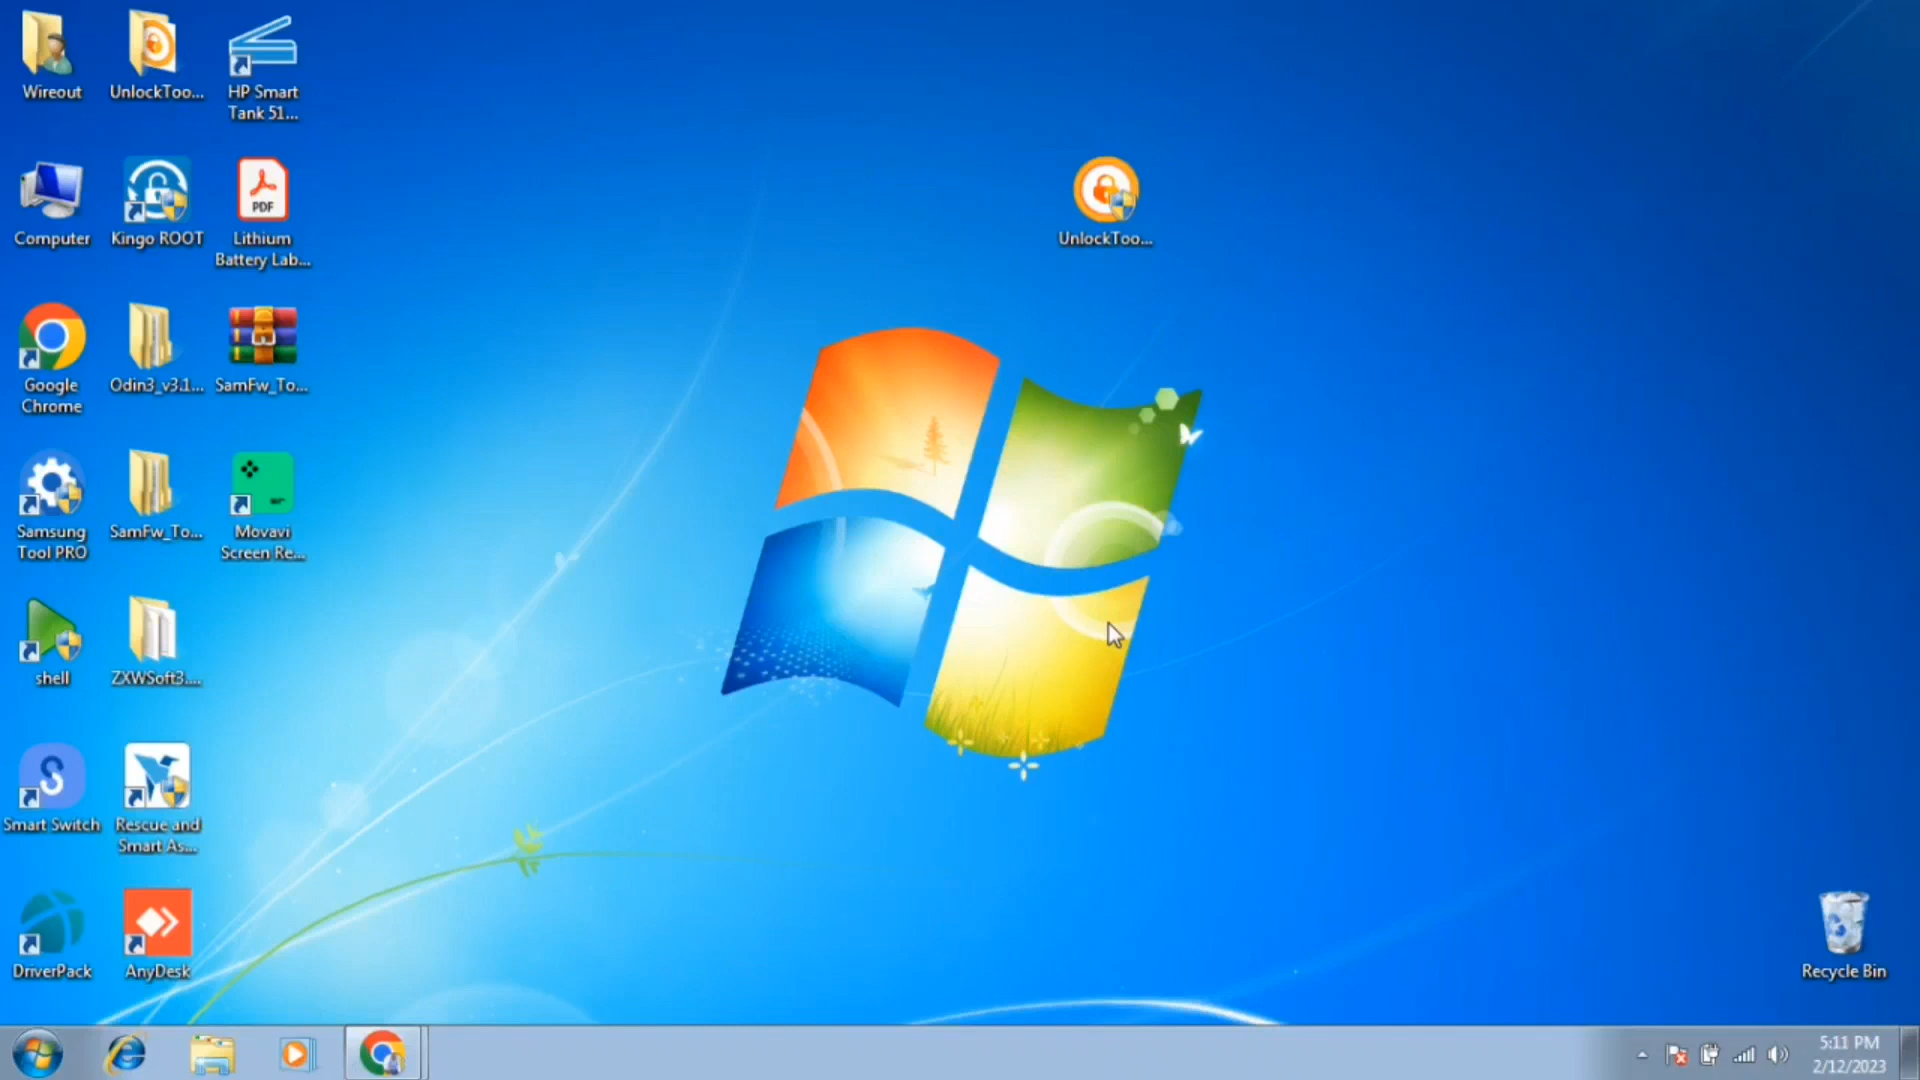 Wireout
UnlockToo...
HP Smart
Tank 51...
Computer
Kingo ROOT
PDF
Lithium
Battery Lab...
UnlockToo...
Google
Chrome
Odin3_v3.1...
SamFw_To...
Samsung
Tool PRO
SamFw_To...
Movavi
Screen Re...
shell
ZXWSoft3....
Smart Switch
Rescue and
Smart As...
DriverPack
AnyDesk
Recycle Bin
5:11 PM
2/12/2023